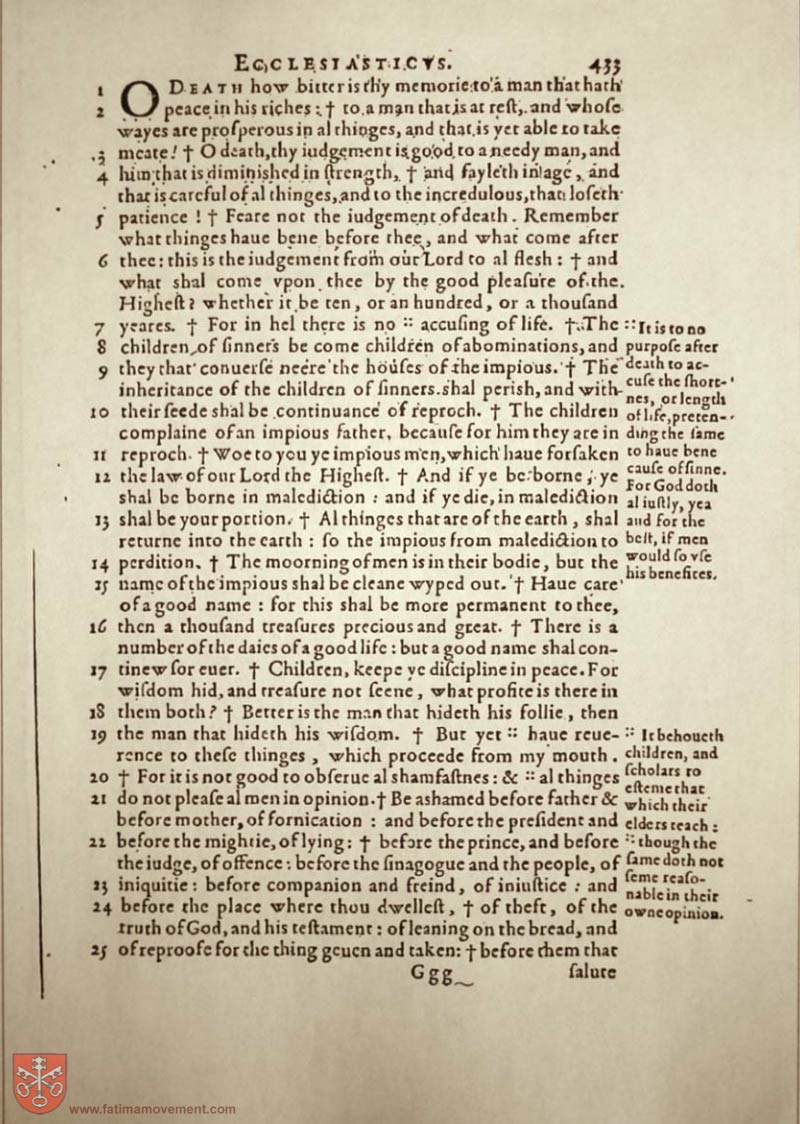 ECCLESIASTICVS. 433
1 O DEATH how bitter is thy memorie to a man that hath
2 peace in his riches: † to a man that is at reſt, and whoſe
wayes are proſperous in al thinges, and that is yet able to take
3 meate! † O death, thy iudgement is good to a needy man, and
4 him that is diminiſhed in ſtrength, † and fayleth in age, and
that is careful of al thinges, and to the incredulous, that loſeth
5 patience! † Feare not the iudgement of death. Remember
what thinges haue bene before thee, and what come after
6 thee: this is the iudgement from our Lord to al fleſh: † and
what shal come vpon thee by the good pleaſure of the
Higheſt? whether it be ten, or an hundred, or a thouſand
7 yeares. † For in hel there is no :: accuſing of life. † The
8 children of ſinners be come children of abominations, and
9 they that conuerſe neere the houſes of the impious. † The
inheritance of the children of ſinners shal perish, and with
10 their ſeede shal be continuance of reproch. † The children
complaine of an impious father, becauſe for him they are in
11 reproch. † Woe to you ye impious men, which haue forſaken
12 the law of our Lord the Higheſt. † And if ye be borne, ye
shal be borne in malediction: and if ye die, in malediction
13 shal be your portion. † Al thinges that are of the earth, shal
returne into the earth: ſo the impious from malediction to
14 perdition. † The moorning of men is in their bodie, but the
15 name of the impious shal be cleane wyped out. † Haue care
of a good name: for this shal be more permanent to thee,
16 then a thouſand treaſures precious and great. † There is a
number of the daies of a good life: but a good name shal con-
17 tinew for euer. † Children, keepe ye diſcipline in peace. For
wiſdom hid, and treaſure not ſeene, what profite is there in
18 them both? † Better is the man that hideth his follie, then
19 the man that hideth his wiſdom. † But yet :: haue reue-
rence to theſe thinges, which proceede from my mouth.
20 † For it is not good to obſerue al shamfaſtnes: & :: al thinges
21 do not pleaſe al men in opinion. † Be ashamed before father &
before mother, of fornication: and before the preſident and
22 before the mightie, of lying: † before the prince, and before
the iudge, of offence: before the ſinagogue and the people, of
23 iniquitie: before companion and freind, of iniuſtice: and
24 before the place where thou dwelleſt, † of theft, of the
truth of God, and his teſtament: of leaning on the bread, and
25 of reproofe for the thing geuen and taken: † before them that
Ggg ſalute
:: It is to no
purpoſe after
death to ac-
cuſe the ſhort-
nes, or length
of life, preten-
ding the ſame
to haue bene
cauſe of ſinne.
For God doth
al iuſtly, yea
and for the
beſt, if men
would ſo vſe
his benefites.
:: It behoueth
children, and
ſcholars to
eſteme that
which their
elders teach:
:: though the
ſame doth not
ſeme reaſo-
nable in their
owne opinion.
www.fatimamovement.com